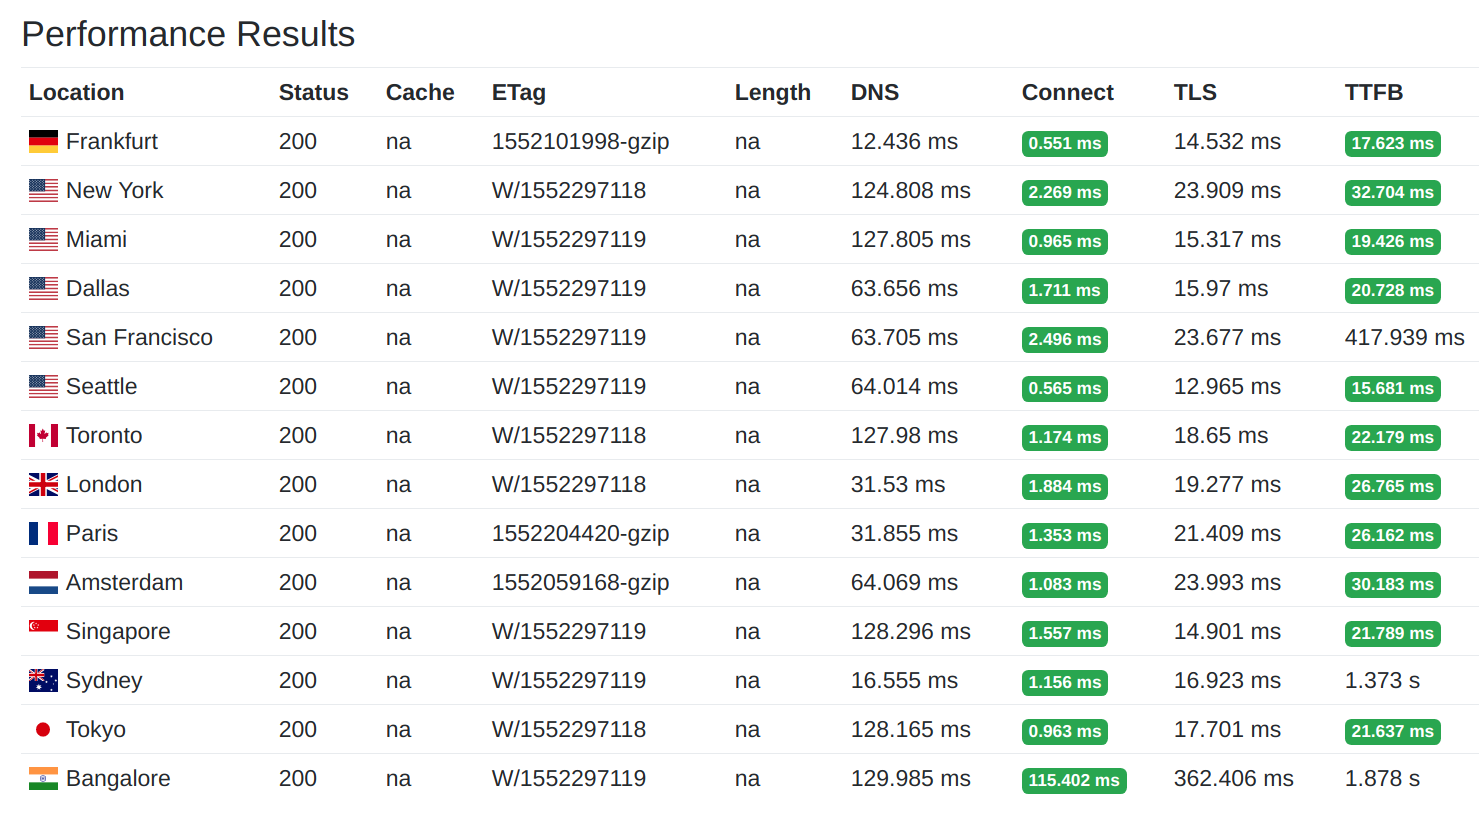 Performance Results
Location Status Cache ETag Length DNS Connect TLS TTFB
Frankfurt 200 na 1552101998-gzip na 12.436 ms 0.551 ms 14.532 ms 17.623 ms
New York 200 na W/1552297118 na 124.808 ms 2.269 ms 23.909 ms 32.704 ms
Miami 200 na W/1552297119 na 127.805 ms 0.965 ms 15.317 ms 19.426 ms
Dallas 200 na W/1552297119 na 63.656 ms 1.711 ms 15.97 ms 20.728 ms
San Francisco 200 na W/1552297119 na 63.705 ms 2.496 ms 23.677 ms 417.939 ms
Seattle 200 na W/1552297119 na 64.014 ms 0.565 ms 12.965 ms 15.681 ms
Toronto 200 na W/1552297118 na 127.98 ms 1.174 ms 18.65 ms 22.179 ms
London 200 na W/1552297118 na 31.53 ms 1.884 ms 19.277 ms 26.765 ms
Paris 200 na 1552204420-gzip na 31.855 ms 1.353 ms 21.409 ms 26.162 ms
Amsterdam 200 na 1552059168-gzip na 64.069 ms 1.083 ms 23.993 ms 30.183 ms
Singapore 200 na W/1552297119 na 128.296 ms 1.557 ms 14.901 ms 21.789 ms
Sydney 200 na W/1552297119 na 16.555 ms 1.156 ms 16.923 ms 1.373 s
Tokyo 200 na W/1552297118 na 128.165 ms 0.963 ms 17.701 ms 21.637 ms
Bangalore 200 na W/1552297119 na 129.985 ms 115.402 ms 362.406 ms 1.878 s